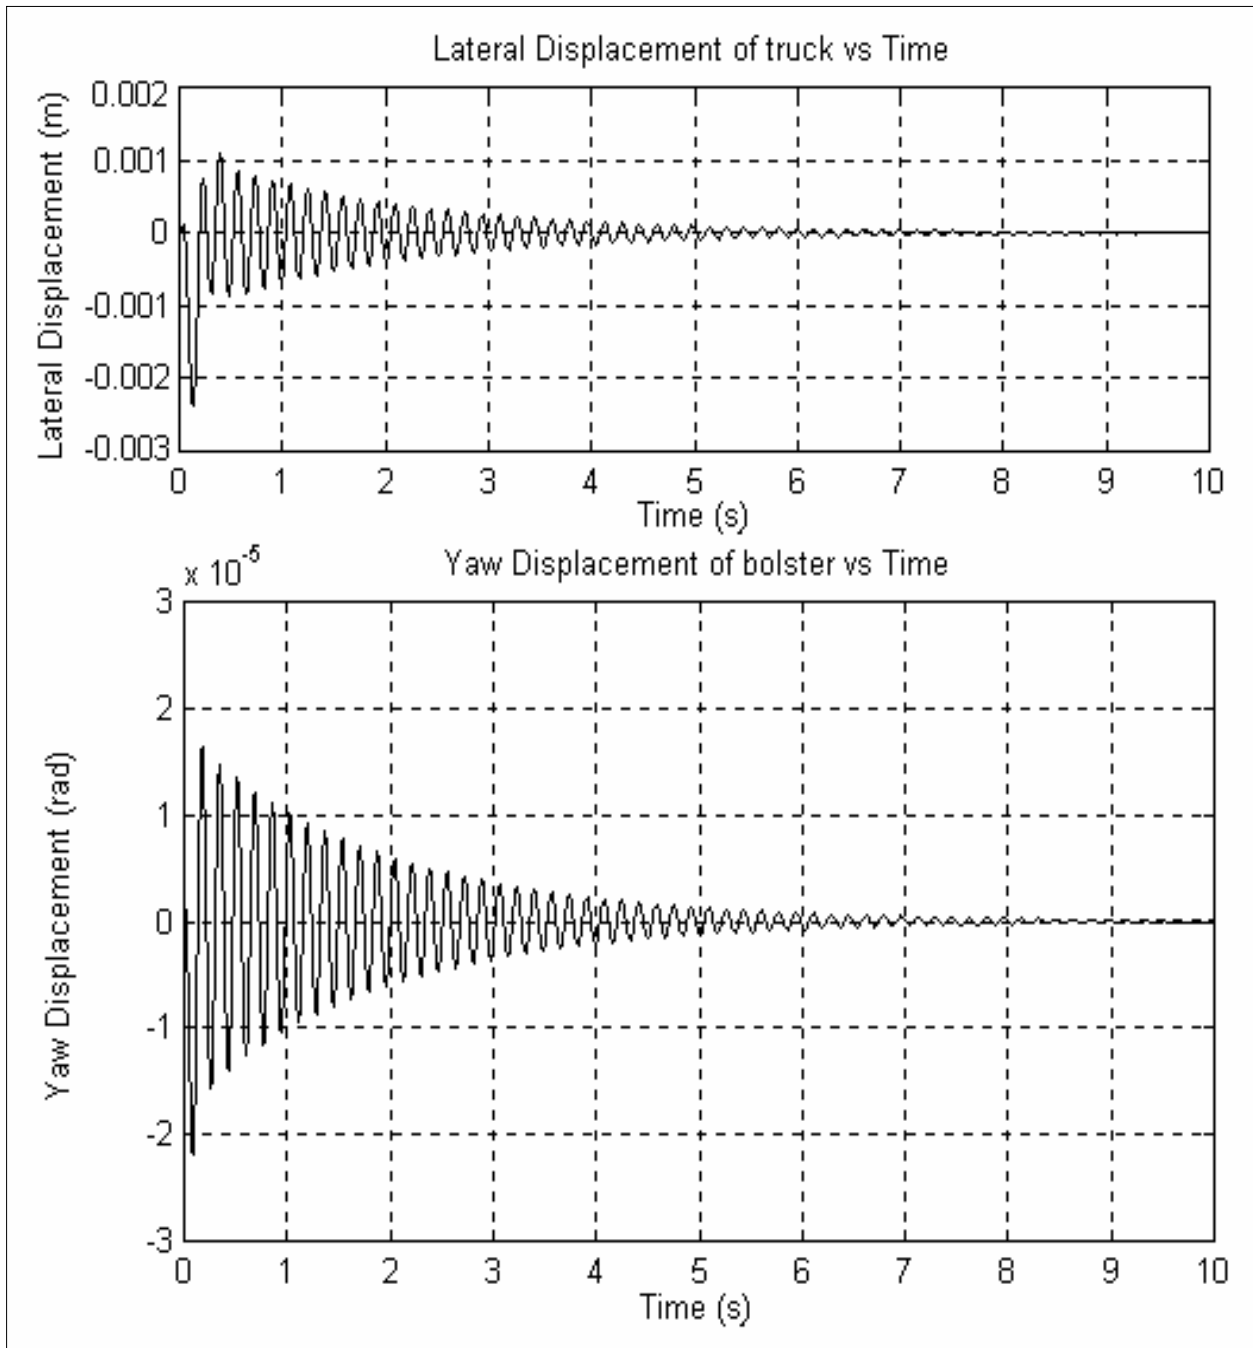 Lateral Displacement of truck vs Time
Lateral Displacement (m)
0.002
0.001
0
-0.001
-0.002
-0.003
0 1 2 3 4 5 6 7 8 9 10
Time (s)
Yaw Displacement of bolster vs Time
x 10^-5
Yaw Displacement (rad)
3
2
1
0
-1
-2
-3
0 1 2 3 4 5 6 7 8 9 10
Time (s)